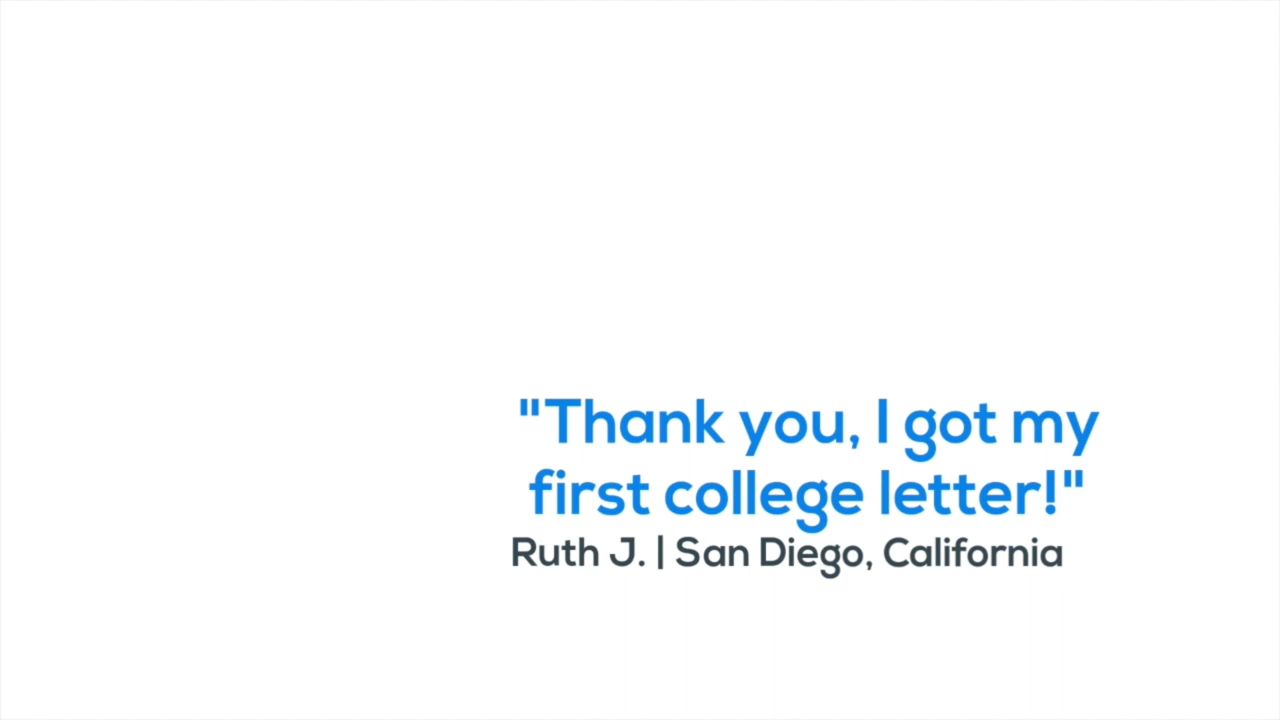 "Thank you, I got my
first college letter!"
Ruth J. | San Diego, California